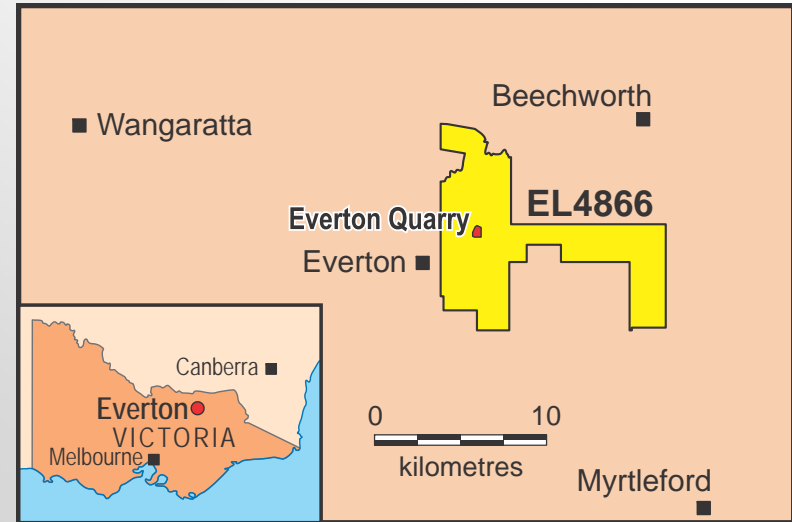 Beechworth
Wangaratta
EL4866
Everton Quarry
Everton
Canberra
Everton
VICTORIA
Melbourne
0 10
kilometres
Myrtleford